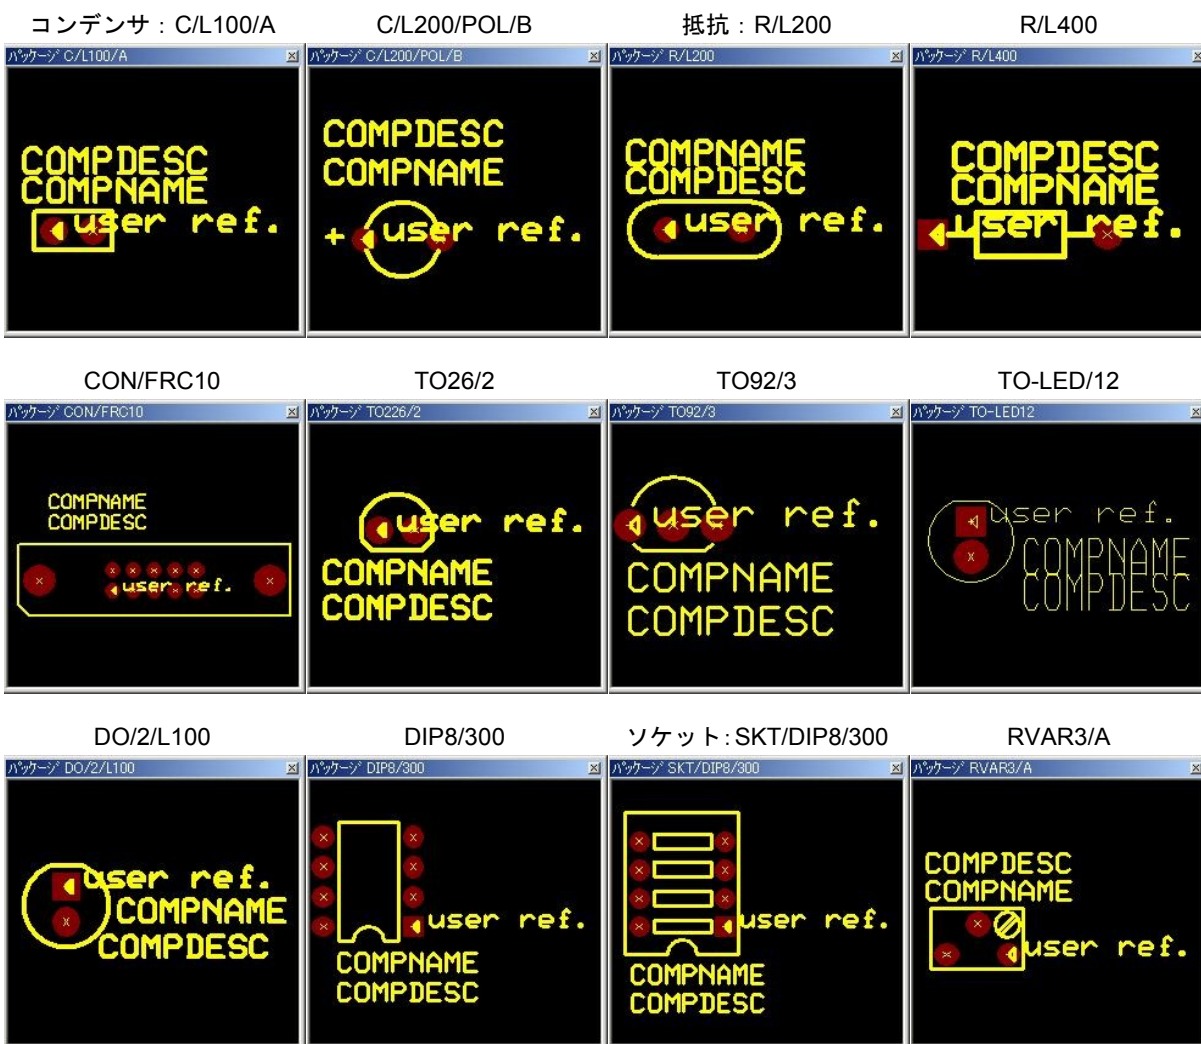 コンデンサ：C/L100/A
C/L200/POL/B
抵抗：R/L200
R/L400
パッケージ C/L100/A
パッケージ C/L200/POL/B
パッケージ R/L200
パッケージ R/L400
COMPDESC
COMPNAME
user ref.
COMPDESC
COMPNAME
+ user ref.
COMPNAME
COMPDESC
user ref.
COMPDESC
COMPNAME
user ref.
CON/FRC10
TO26/2
TO92/3
TO-LED/12
パッケージ CON/FRC10
パッケージ TO226/2
パッケージ TO92/3
パッケージ TO-LED12
COMPNAME
COMPDESC
user ref.
user ref.
COMPNAME
COMPDESC
user ref.
COMPNAME
COMPDESC
user ref.
COMPNAME
COMPDESC
DO/2/L100
DIP8/300
ソケット：SKT/DIP8/300
RVAR3/A
パッケージ DO/2/L100
パッケージ DIP8/300
パッケージ SKT/DIP8/300
パッケージ RVAR3/A
user ref.
COMPNAME
COMPDESC
user ref.
COMPNAME
COMPDESC
user ref.
COMPNAME
COMPDESC
COMPDESC
COMPNAME
user ref.